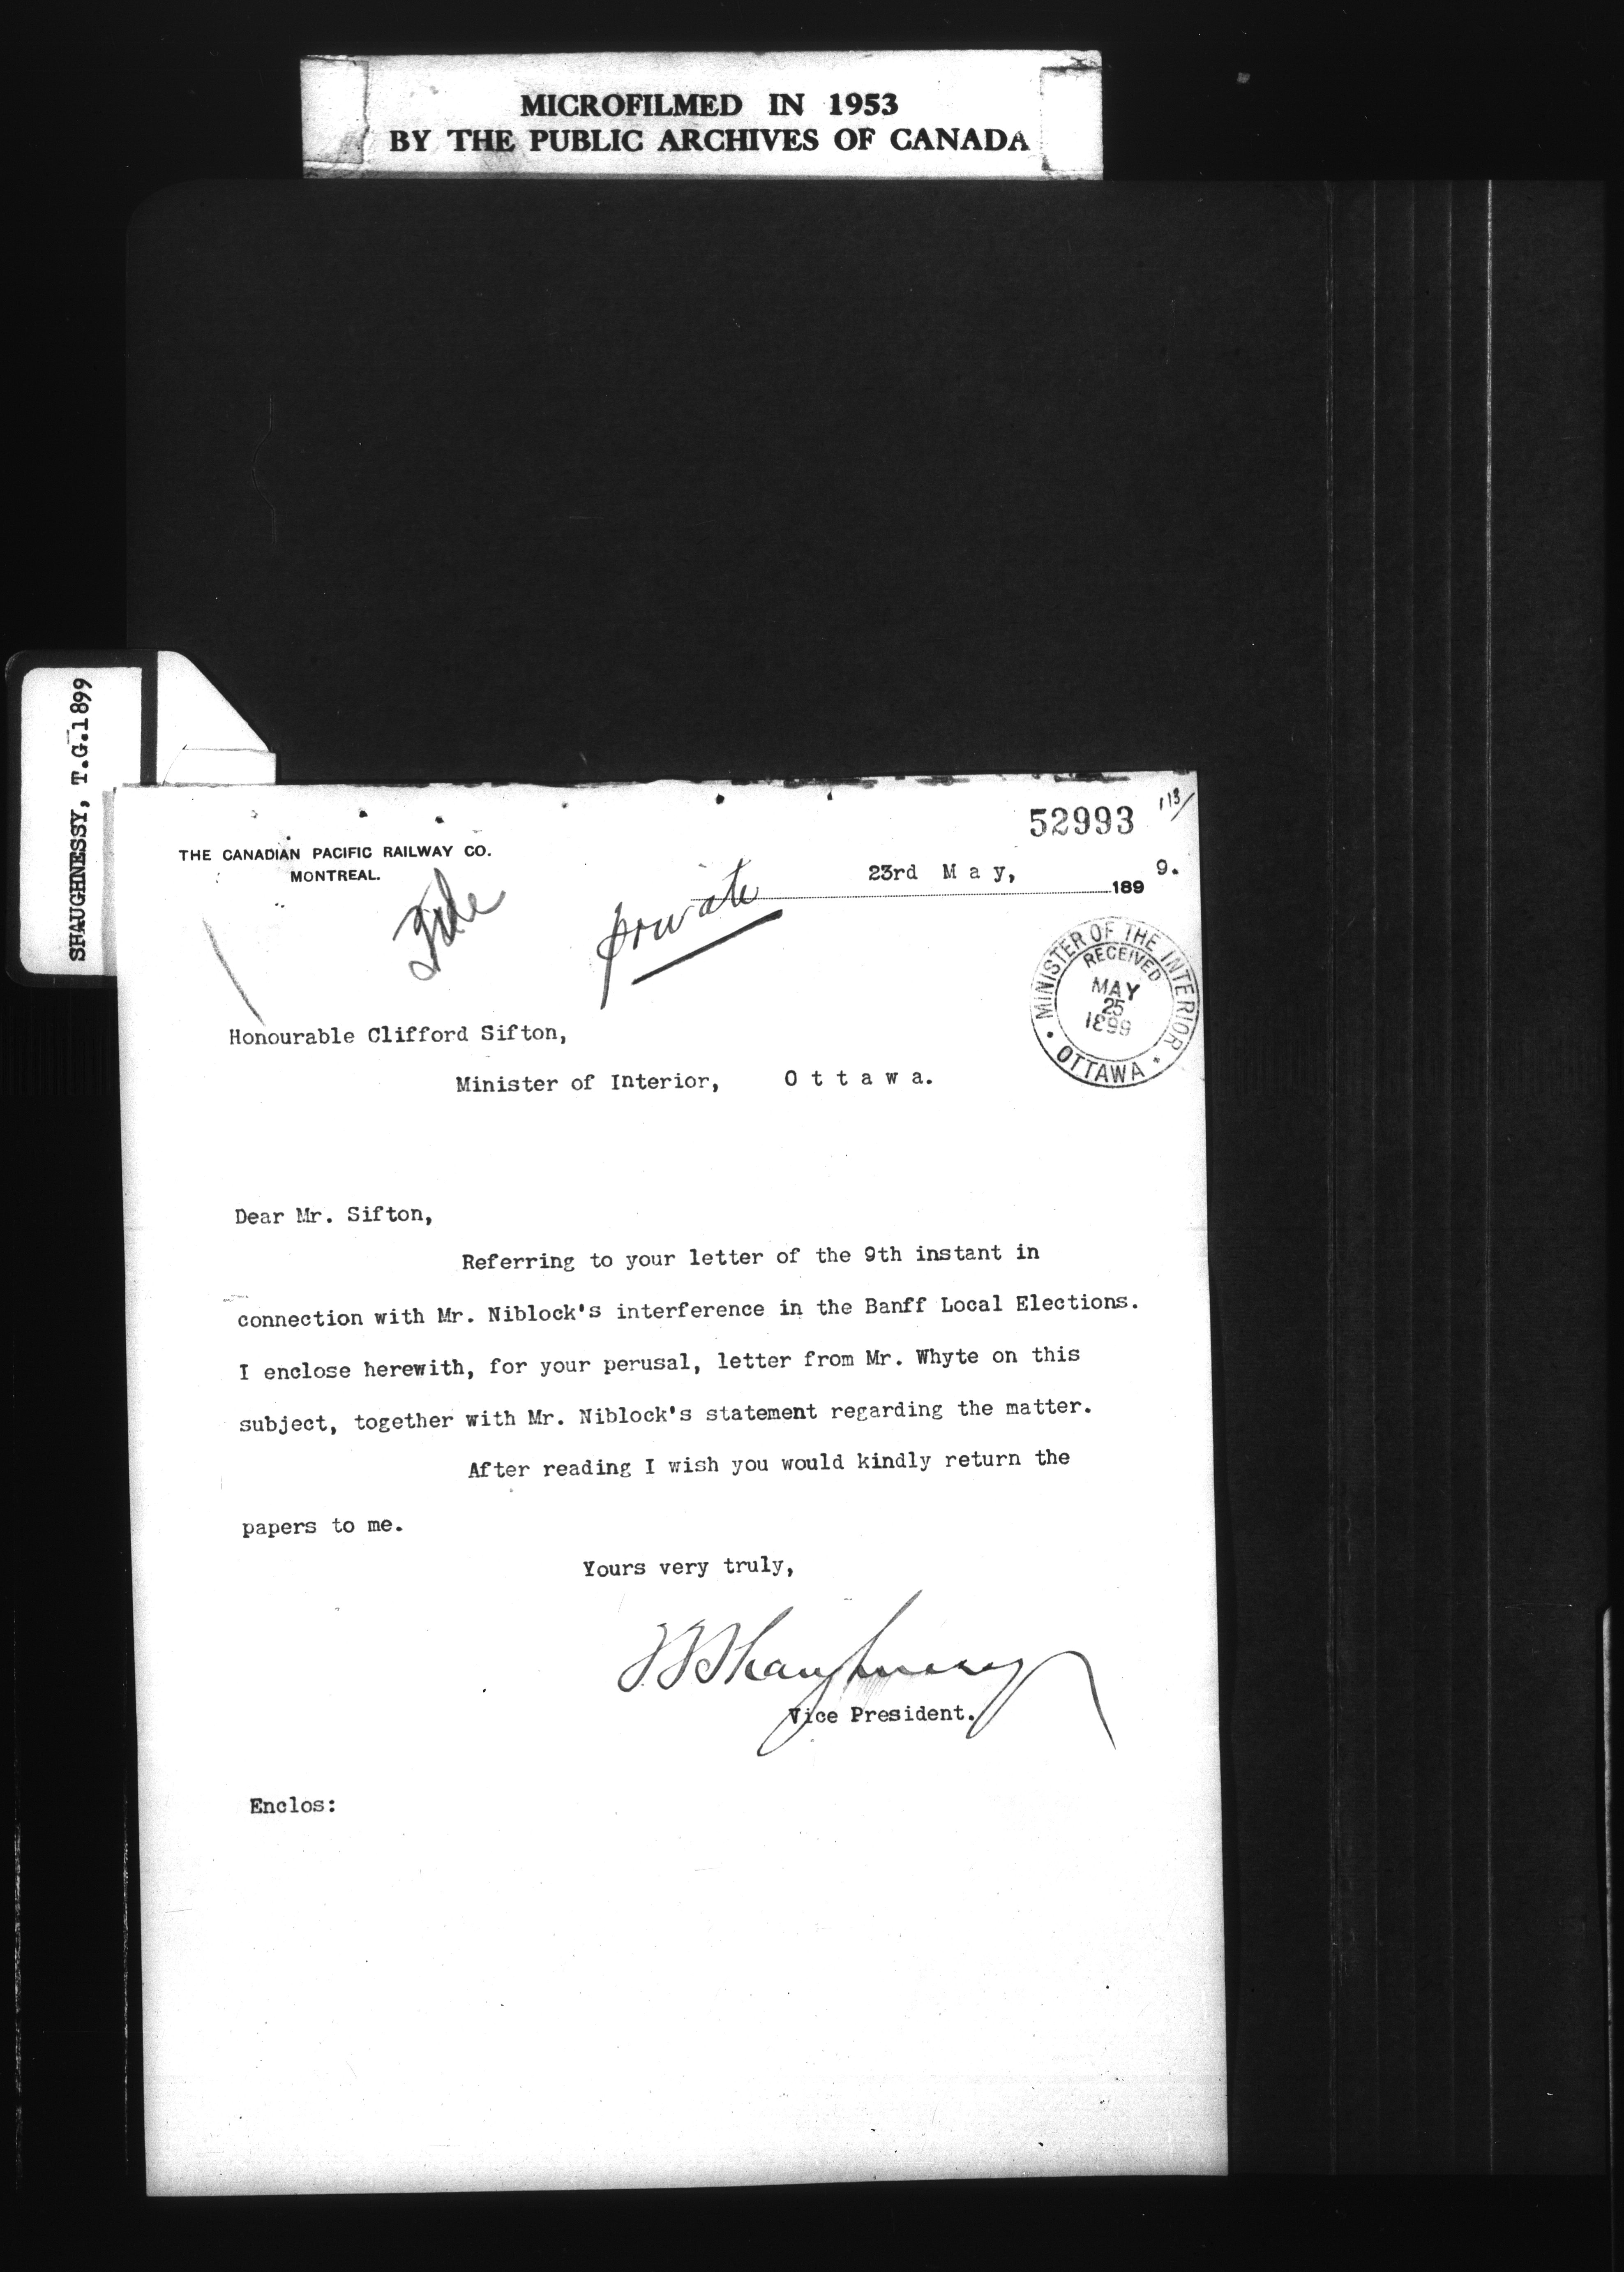 MICROFILMED IN 1953
BY THE PUBLIC ARCHIVES OF CANADA
SHAUGHNESSY, T.G.1899
52993
113
THE CANADIAN PACIFIC RAILWAY CO.
MONTREAL.
23rd May, 1899.
File
private
MINISTER OF THE INTERIOR
RECEIVED
MAY
25
1899
OTTAWA
Honourable Clifford Sifton,
Minister of Interior, Ottawa.
Dear Mr. Sifton,
Referring to your letter of the 9th instant in
connection with Mr. Niblock's interference in the Banff Local Elections.
I enclose herewith, for your perusal, letter from Mr. Whyte on this
subject, together with Mr. Niblock's statement regarding the matter.
After reading I wish you would kindly return the
papers to me.
Yours very truly,
T.G. Shaughnessy
Vice President.
Enclos: